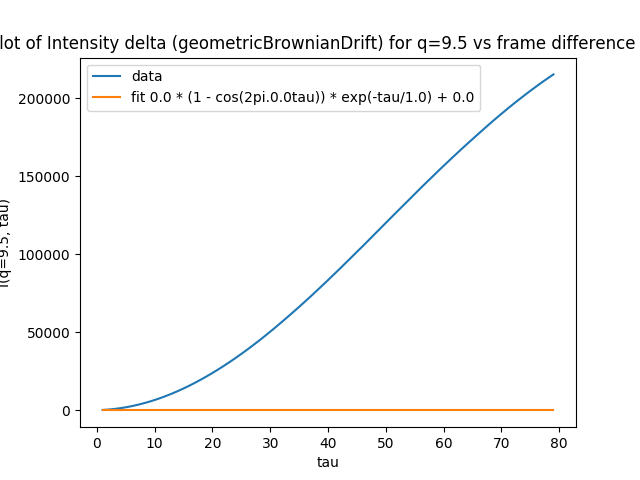 lot of Intensity delta (geometricBrownianDrift) for q=9.5 vs frame difference
data
fit 0.0 * (1 - cos(2pi.0.0tau)) * exp(-tau/1.0) + 0.0
200000
150000
100000
50000
0
I(q=9.5, tau)
0 10 20 30 40 50 60 70 80
tau